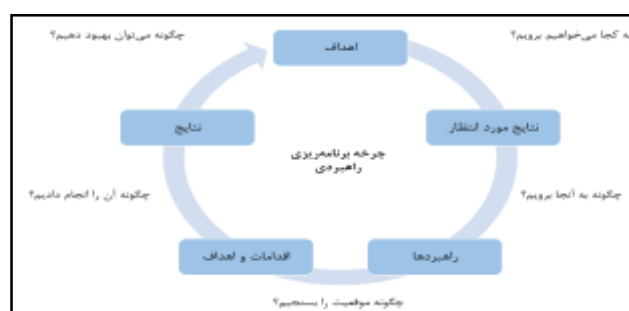 اهداف
به کجا می‌خواهیم برویم؟
نتایج مورد انتظار
چگونه به آنجا برویم؟
راهبردها
چگونه موفقیت را بسنجیم؟
اقدامات و اهداف
چگونه آن را انجام دادیم؟
نتایج
چگونه می‌توان بهبود دهیم؟
چرخه برنامه‌ریزی
راهبردی